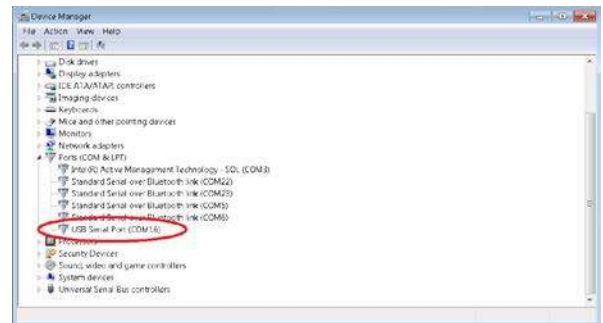 Device Manager
File Action View Help
Disk drives
Display adapters
IDE ATA/ATAPI controllers
Imaging devices
Keyboards
Mice and other pointing devices
Monitors
Network adapters
Ports (COM & LPT)
Intel(R) Active Management Technology - SOL (COM3)
Standard Serial over Bluetooth link (COM22)
Standard Serial over Bluetooth link (COM23)
Standard Serial over Bluetooth link (COM5)
Standard Serial over Bluetooth link (COM6)
USB Serial Port (COM16)
Processors
Security Devices
Sound, video and game controllers
System devices
Universal Serial Bus controllers